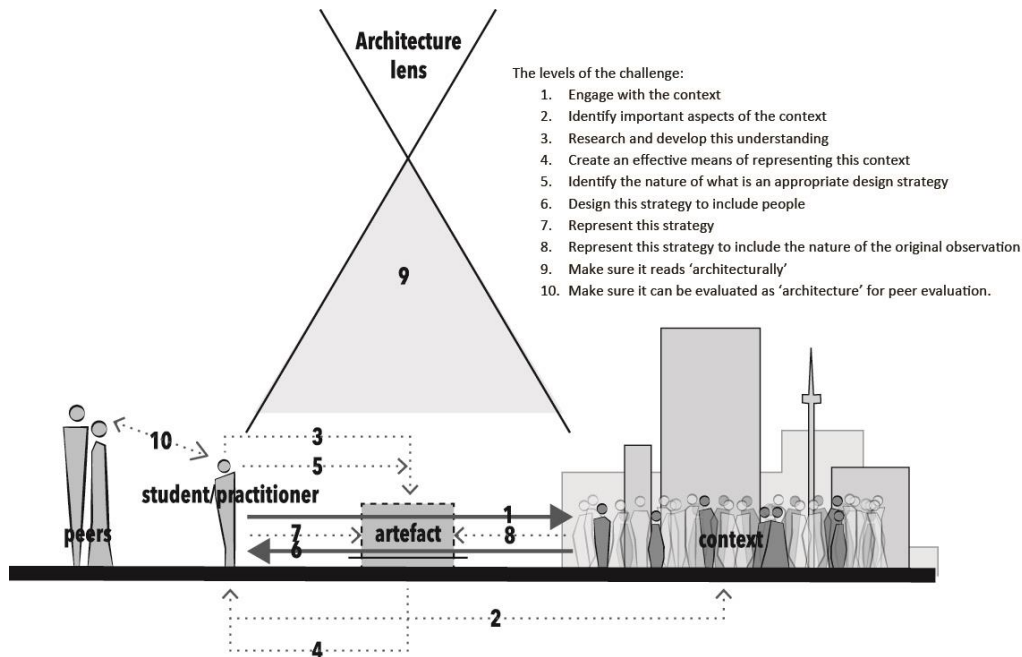 Architecture
lens
The levels of the challenge:
1. Engage with the context
2. Identify important aspects of the context
3. Research and develop this understanding
4. Create an effective means of representing this context
5. Identify the nature of what is an appropriate design strategy
6. Design this strategy to include people
7. Represent this strategy
8. Represent this strategy to include the nature of the original observation
9. Make sure it reads ‘architecturally’
10. Make sure it can be evaluated as ‘architecture’ for peer evaluation.
9
10
3
5
student/practitioner
1
peers
7
artefact
8
context
6
2
4